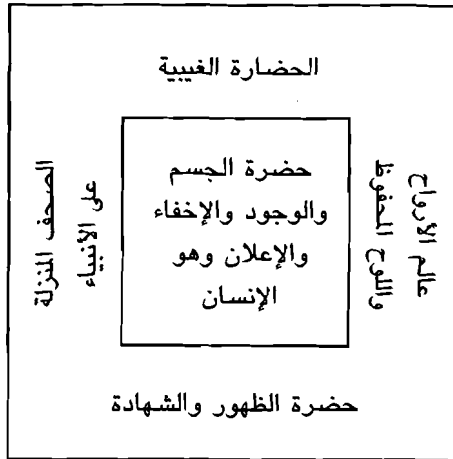 الحضارة الغيبية
عالم الأرواح
واللوح المحفوظ
حضرة الجسم
والوجود والإخفاء
والإعلان وهو
الإنسان
الصحف المنزلة
على الأنبياء
حضرة الظهور والشهادة